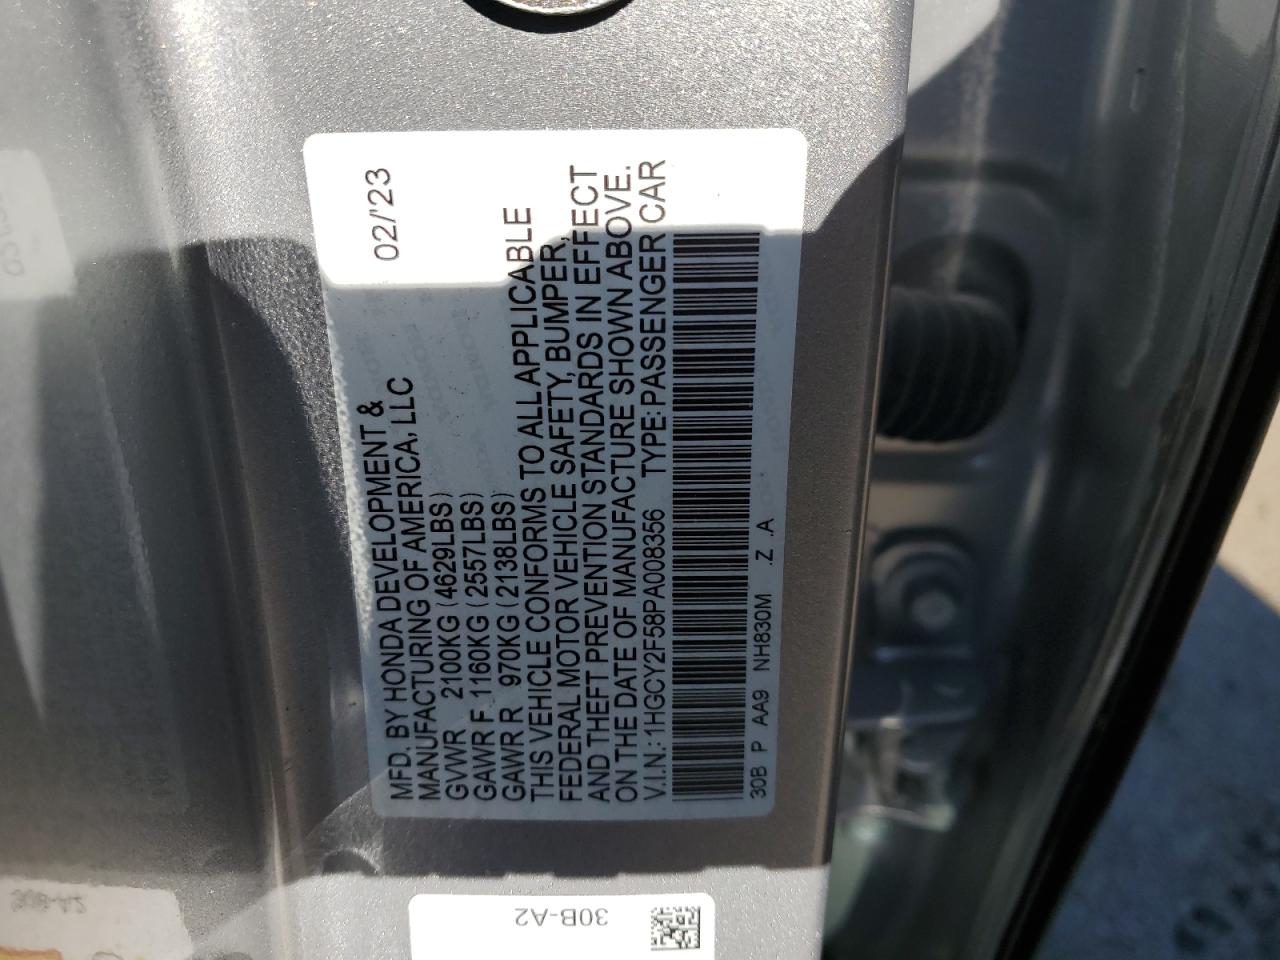 02/'23
MFD. BY HONDA DEVELOPMENT &
MANUFACTURING OF AMERICA, LLC
GVWR 2100KG (4629LBS)
GAWR F 1160KG (2557LBS)
GAWR R 970KG (2138LBS)
THIS VEHICLE CONFORMS TO ALL APPLICABLE
FEDERAL MOTOR VEHICLE SAFETY, BUMPER,
AND THEFT PREVENTION STANDARDS IN EFFECT
ON THE DATE OF MANUFACTURE SHOWN ABOVE.
V.I.N.: 1HGCY2F58PA008356 TYPE: PASSENGER CAR
30B P AA9 NH830M .Z .A
30B-A2